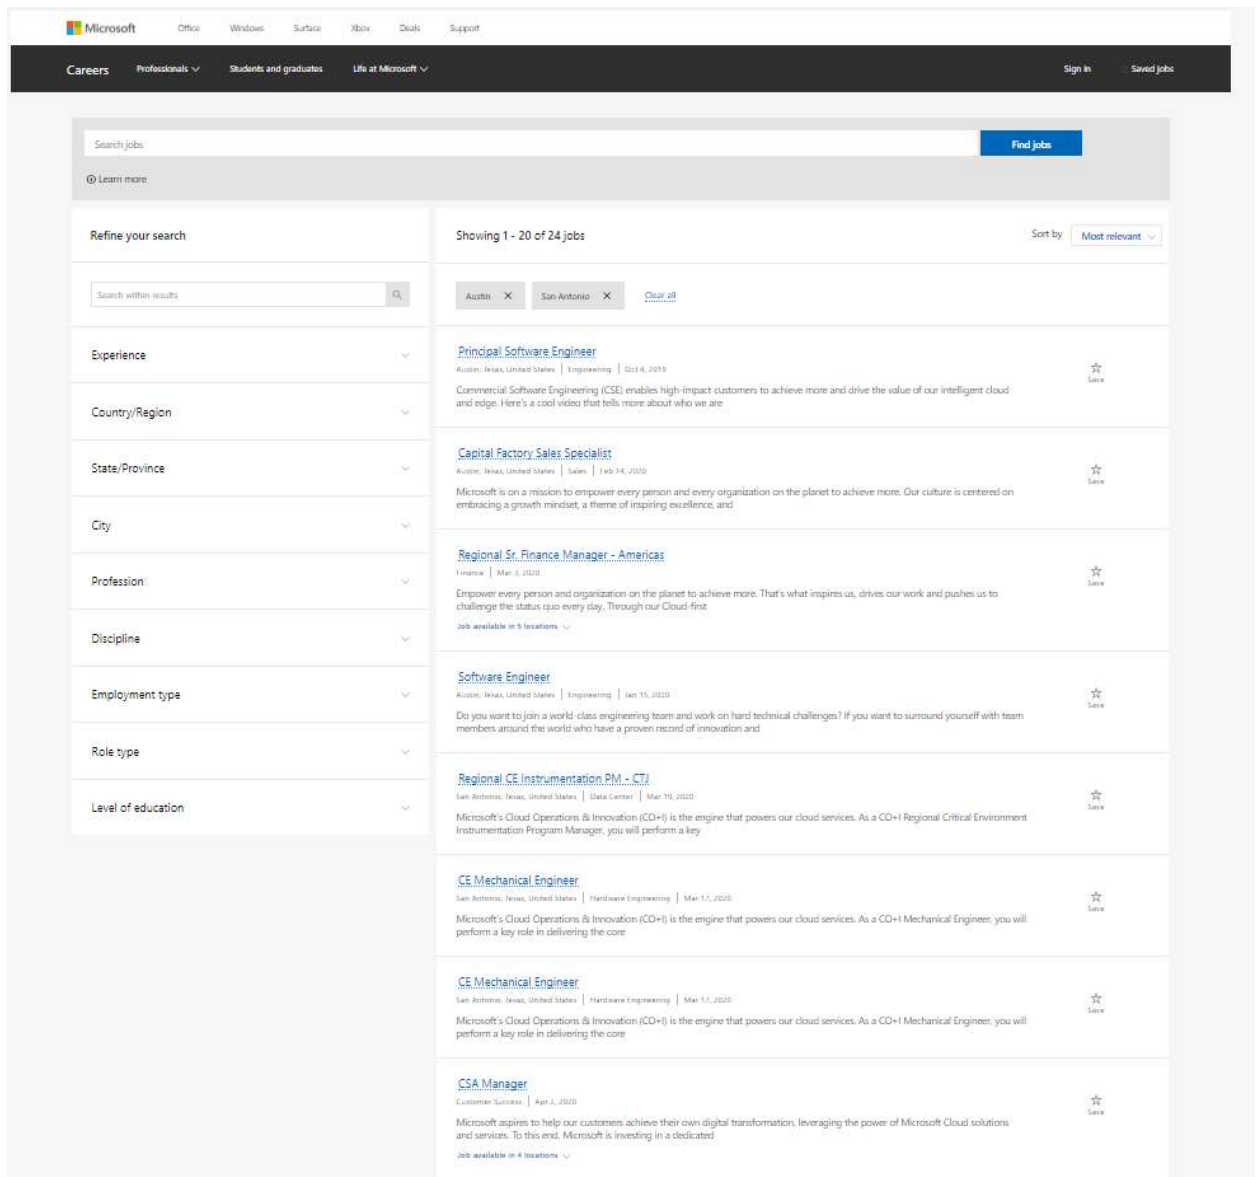 Microsoft Office Windows Surface Xbox Deals Support
Careers Professionals Students and graduates Life at Microsoft Sign in Saved jobs
Search jobs
Find jobs
Learn more
Refine your search
Search within results
Experience
Country/Region
State/Province
City
Profession
Discipline
Employment type
Role type
Level of education
Showing 1 - 20 of 24 jobs
Sort by Most relevant
Austin San Antonio Clear all
Principal Software Engineer
Austin, Texas, United States | Engineering | Oct 4, 2019
Commercial Software Engineering (CSE) enables high-impact customers to achieve more and drive the value of our intelligent cloud
and edge. Here's a cool video that tells more about who we are
Save
Capital Factory Sales Specialist
Austin, Texas, United States | Sales | Feb 14, 2020
Microsoft is on a mission to empower every person and every organization on the planet to achieve more. Our culture is centered on
embracing a growth mindset, a theme of inspiring excellence, and
Save
Regional Sr. Finance Manager - Americas
Finance | Mar 3, 2020
Empower every person and organization on the planet to achieve more. That's what inspires us, drives our work and pushes us to
challenge the status quo every day. Through our Cloud-first
Job available in 5 locations
Save
Software Engineer
Austin, Texas, United States | Engineering | Jan 15, 2020
Do you want to join a world-class engineering team and work on hard technical challenges? If you want to surround yourself with team
members around the world who have a proven record of innovation and
Save
Regional CE Instrumentation PM - CTJ
San Antonio, Texas, United States | Data Center | Mar 19, 2020
Microsoft's Cloud Operations & Innovation (CO+I) is the engine that powers our cloud services. As a CO+I Regional Critical Environment
Instrumentation Program Manager, you will perform a key
Save
CE Mechanical Engineer
San Antonio, Texas, United States | Hardware Engineering | Mar 17, 2020
Microsoft's Cloud Operations & Innovation (CO+I) is the engine that powers our cloud services. As a CO+I Mechanical Engineer, you will
perform a key role in delivering the core
Save
CE Mechanical Engineer
San Antonio, Texas, United States | Hardware Engineering | Mar 17, 2020
Microsoft's Cloud Operations & Innovation (CO+I) is the engine that powers our cloud services. As a CO+I Mechanical Engineer, you will
perform a key role in delivering the core
Save
CSA Manager
Customer Success | Apr 2, 2020
Microsoft aspires to help our customers achieve their own digital transformation, leveraging the power of Microsoft Cloud solutions
and services. To this end, Microsoft is investing in a dedicated
Job available in 4 locations
Save